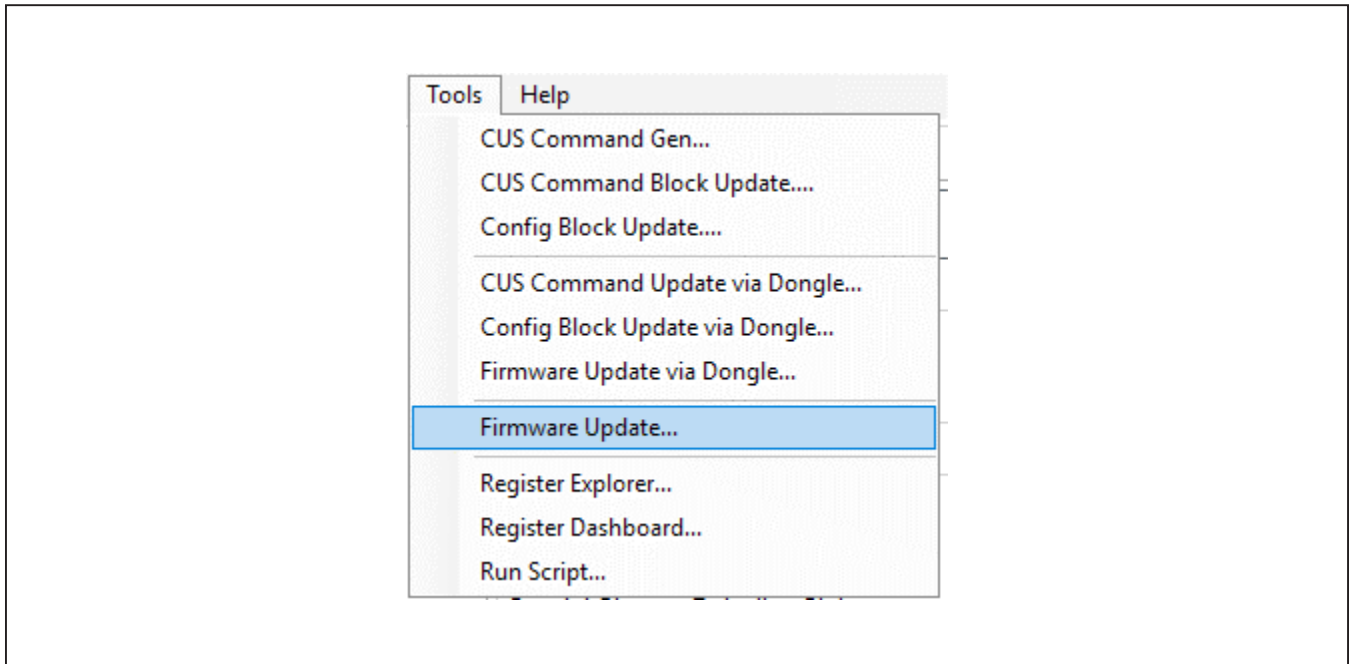 Tools Help
CUS Command Gen...
CUS Command Block Update....
Config Block Update....
CUS Command Update via Dongle...
Config Block Update via Dongle...
Firmware Update via Dongle...
Firmware Update...
Register Explorer...
Register Dashboard...
Run Script...